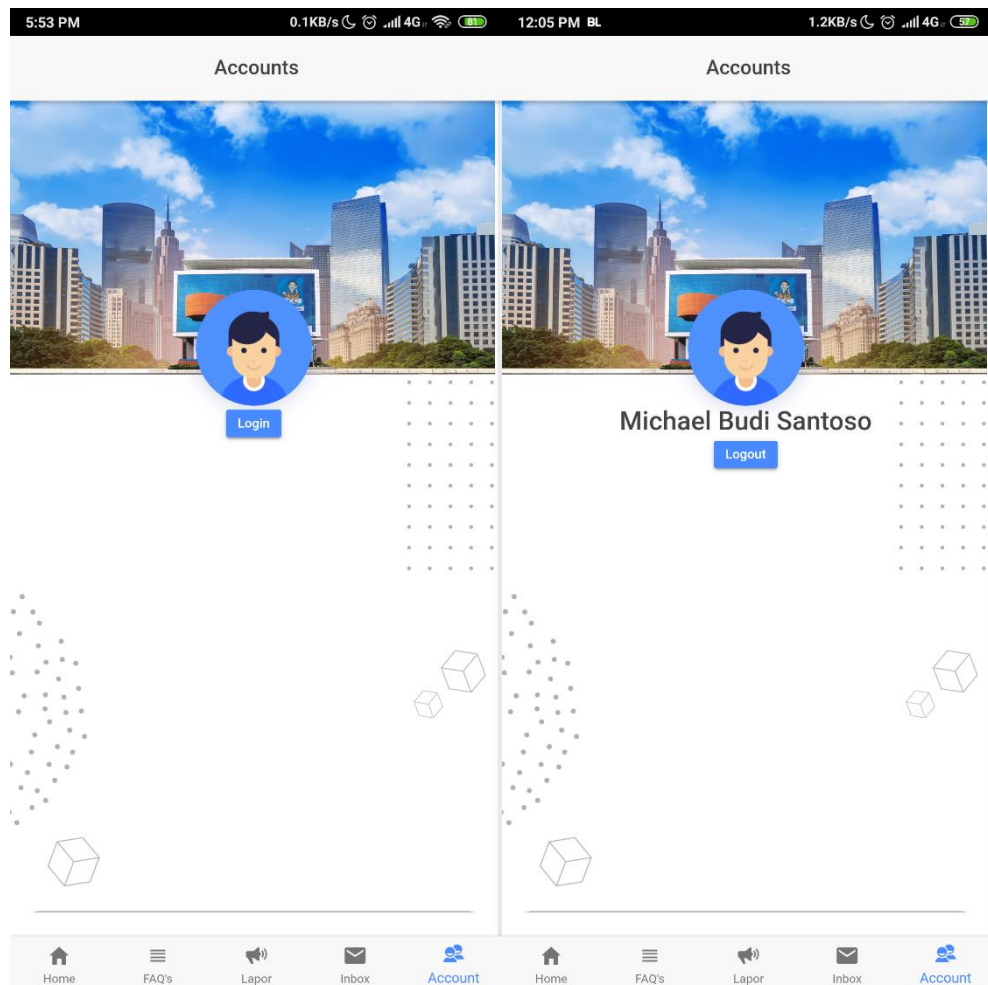 5:53 PM 0.1KB/s 4G 81
Accounts
Login
Home FAQ's Lapor Inbox Account
12:05 PM BL 1.2KB/s 4G 57
Accounts
Michael Budi Santoso
Logout
Home FAQ's Lapor Inbox Account